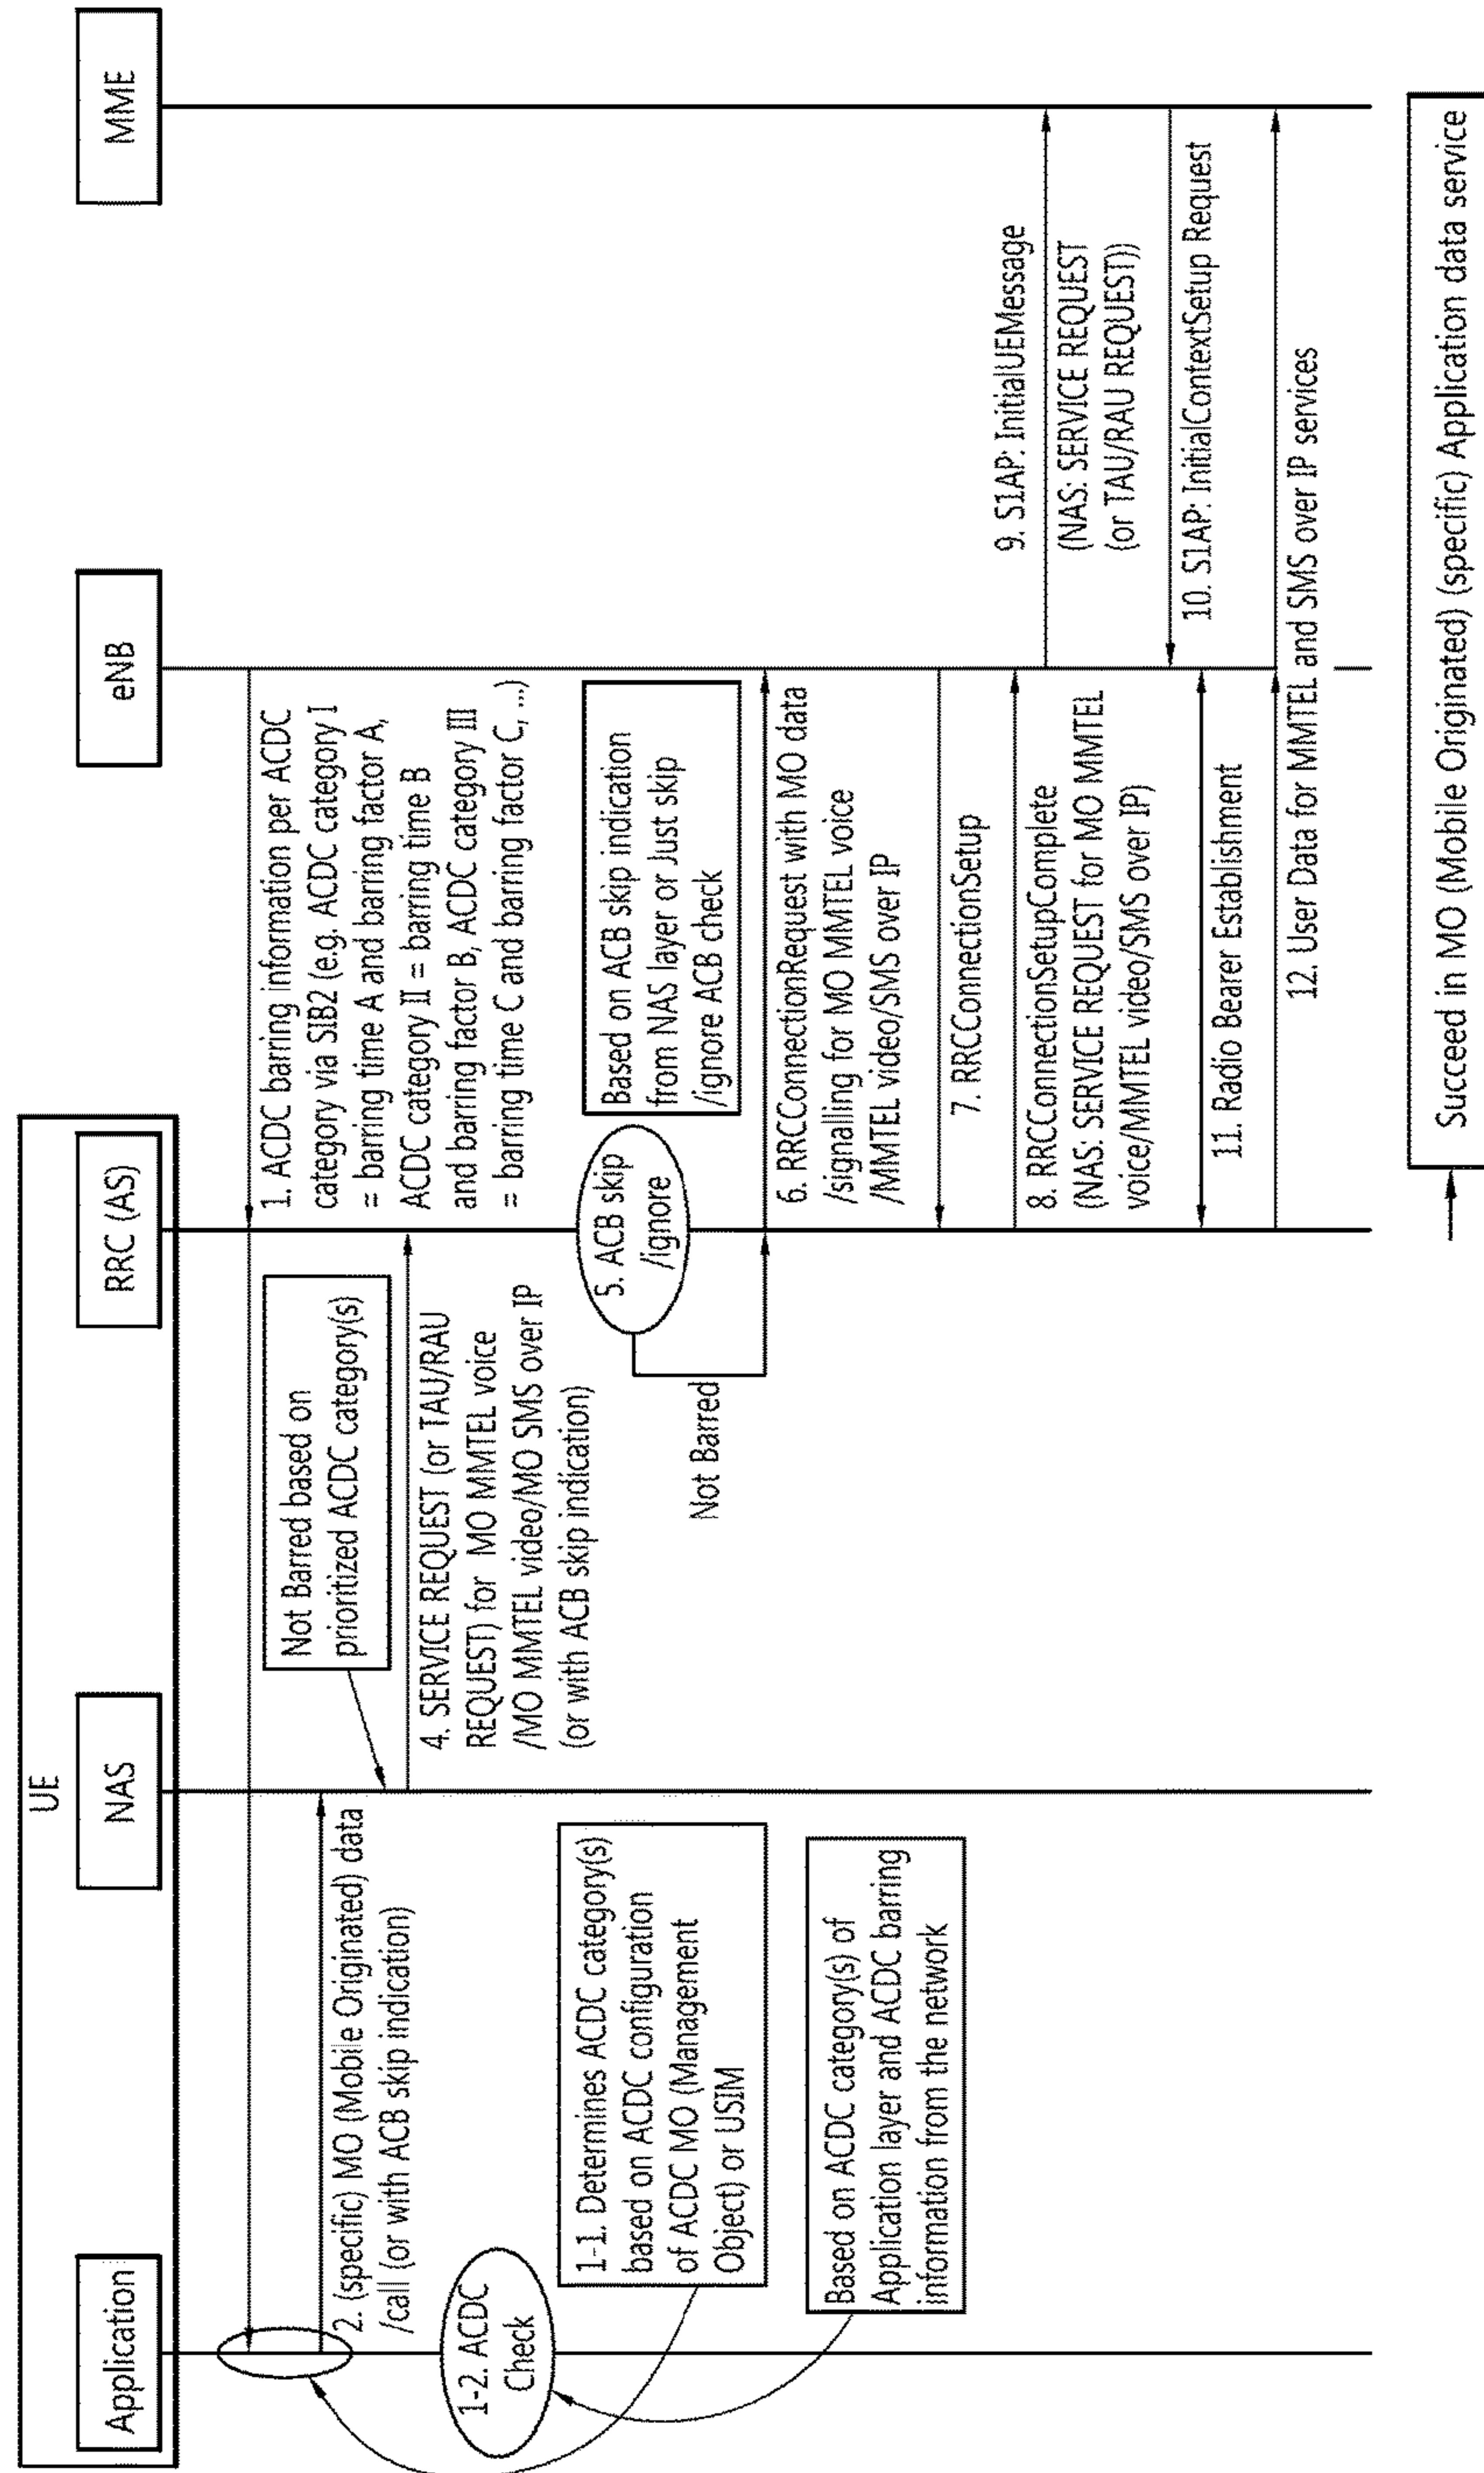 UE
Application
NAS
RRC (AS)
eNB
MME
1. ACDC barring information per ACDC
category via SIB2 (e.g. ACDC category I
= barring time A and barring factor A,
ACDC category II = barring time B
and barring factor B, ACDC category III
= barring time C and barring factor C, ...)
2. (specific) MO (Mobile Originated) data
/call (or with ACB skip indication)
Not Barred based on
prioritized ACDC category(s)
4. SERVICE REQUEST (or TAU/RAU
REQUEST) for MO MMTEL voice
/MO MMTEL video/MO SMS over IP
(or with ACB skip indication)
1-2. ACDC
Check
1-1. Determines ACDC category(s)
based on ACDC configuration
of ACDC MO (Management
Object) or USIM
Based on ACDC category(s) of
Application layer and ACDC barring
information from the network
5. ACB skip
/ignore
Based on ACB skip indication
from NAS layer or Just skip
/ignore ACB check
Not Barred
6. RRCConnectionRequest with MO data
/signalling for MO MMTEL voice
/MMTEL video/SMS over IP
7. RRCConnectionSetup
8. RRCConnectionSetupComplete
(NAS: SERVICE REQUEST for MO MMTEL
voice/MMTEL video/SMS over IP)
9. S1AP: InitialUEMessage
(NAS: SERVICE REQUEST
(or TAU/RAU REQUEST))
10. S1AP: InitialContextSetup Request
11. Radio Bearer Establishment
12. User Data for MMTEL and SMS over IP services
Succeed in MO (Mobile Originated) (specific) Application data service